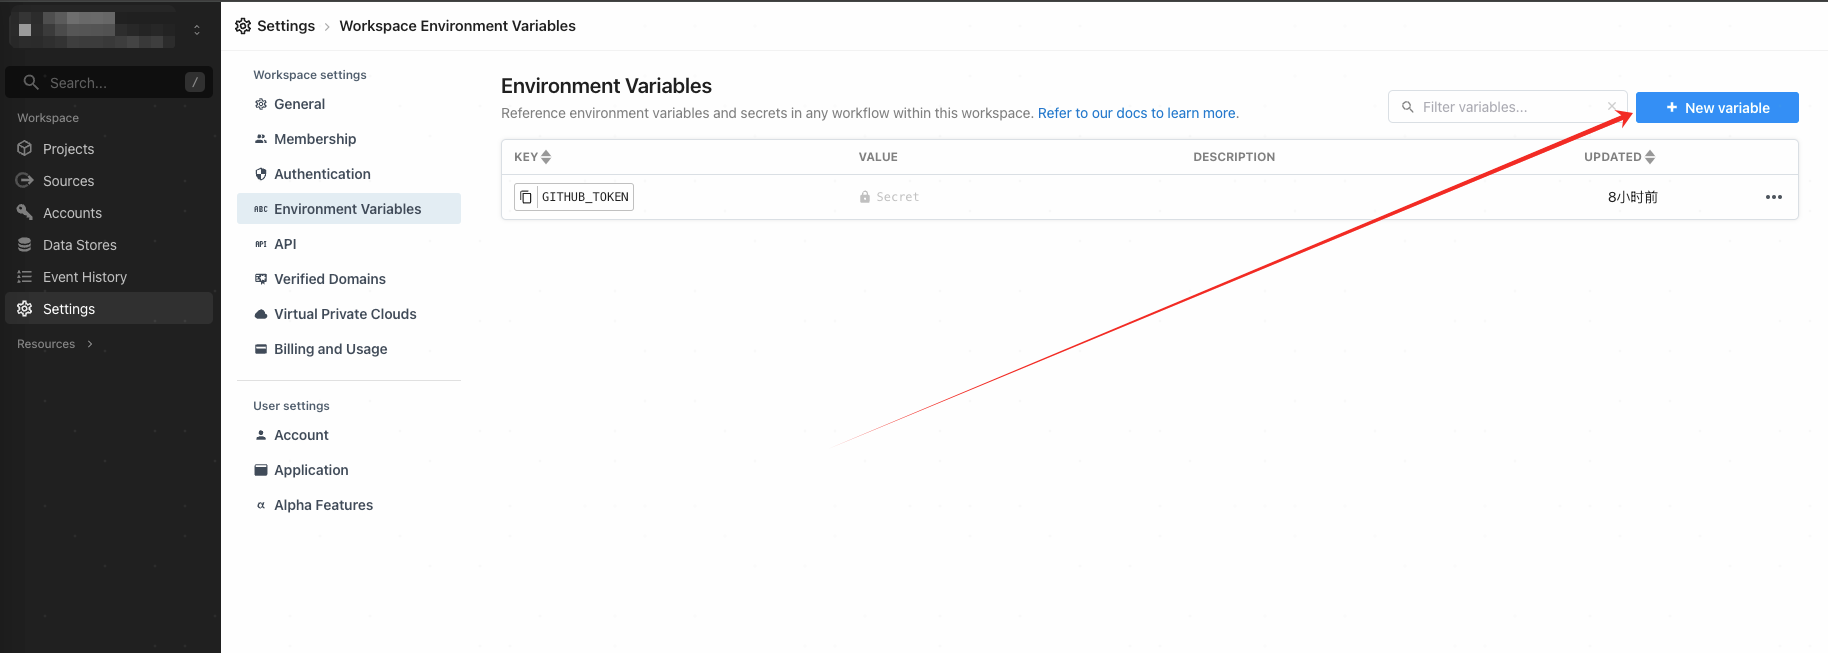 Search... /
Workspace
Projects
Sources
Accounts
Data Stores
Event History
Settings
Resources
Settings > Workspace Environment Variables
Workspace settings
General
Membership
Authentication
ABC Environment Variables
API API
Verified Domains
Virtual Private Clouds
Billing and Usage
User settings
Account
Application
α Alpha Features
Environment Variables
Reference environment variables and secrets in any workflow within this workspace. Refer to our docs to learn more.
Filter variables...
+ New variable
KEY VALUE DESCRIPTION UPDATED
GITHUB_TOKEN Secret 8小时前